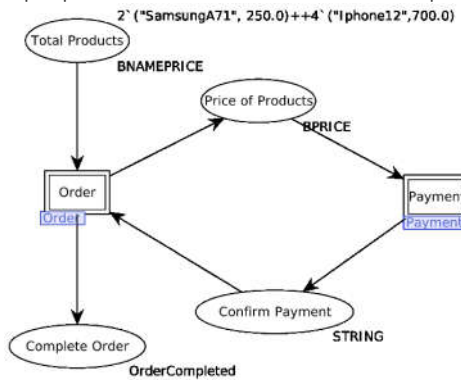 2`("SamsungA71", 250.0)++4`("Iphone12",700.0)
Total Products
BNAMEPRICE
Price of Products
BPRICE
Order
Order
Payment
Payment
Confirm Payment
STRING
Complete Order
OrderCompleted